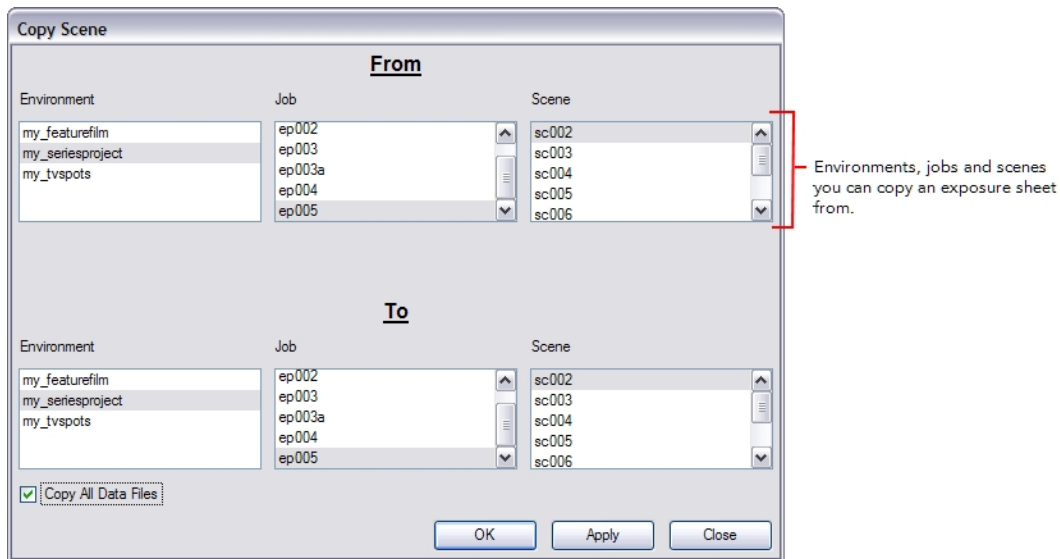 Copy Scene
From
Environment
Job
Scene
my_featurefilm
my_seriesproject
my_tvspots
ep002
ep003
ep003a
ep004
ep005
sc002
sc003
sc004
sc005
sc006
Environments, jobs and scenes
you can copy an exposure sheet
from.
To
Environment
Job
Scene
my_featurefilm
my_seriesproject
my_tvspots
ep002
ep003
ep003a
ep004
ep005
sc002
sc003
sc004
sc005
sc006
Copy All Data Files
OK
Apply
Close